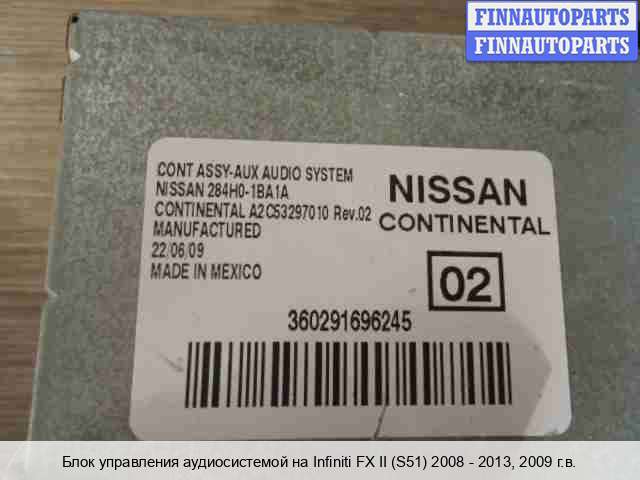 FINNAUTOPARTS
FINNAUTOPARTS
CONT ASSY-AUX AUDIO SYSTEM
NISSAN 284H0-1BA1A
CONTINENTAL A2C53297010 Rev.02
MANUFACTURED
22/06/09
MADE IN MEXICO
NISSAN
CONTINENTAL
02
360291696245
Блок управления аудиосистемой на Infiniti FX II (S51) 2008 - 2013, 2009 г.в.